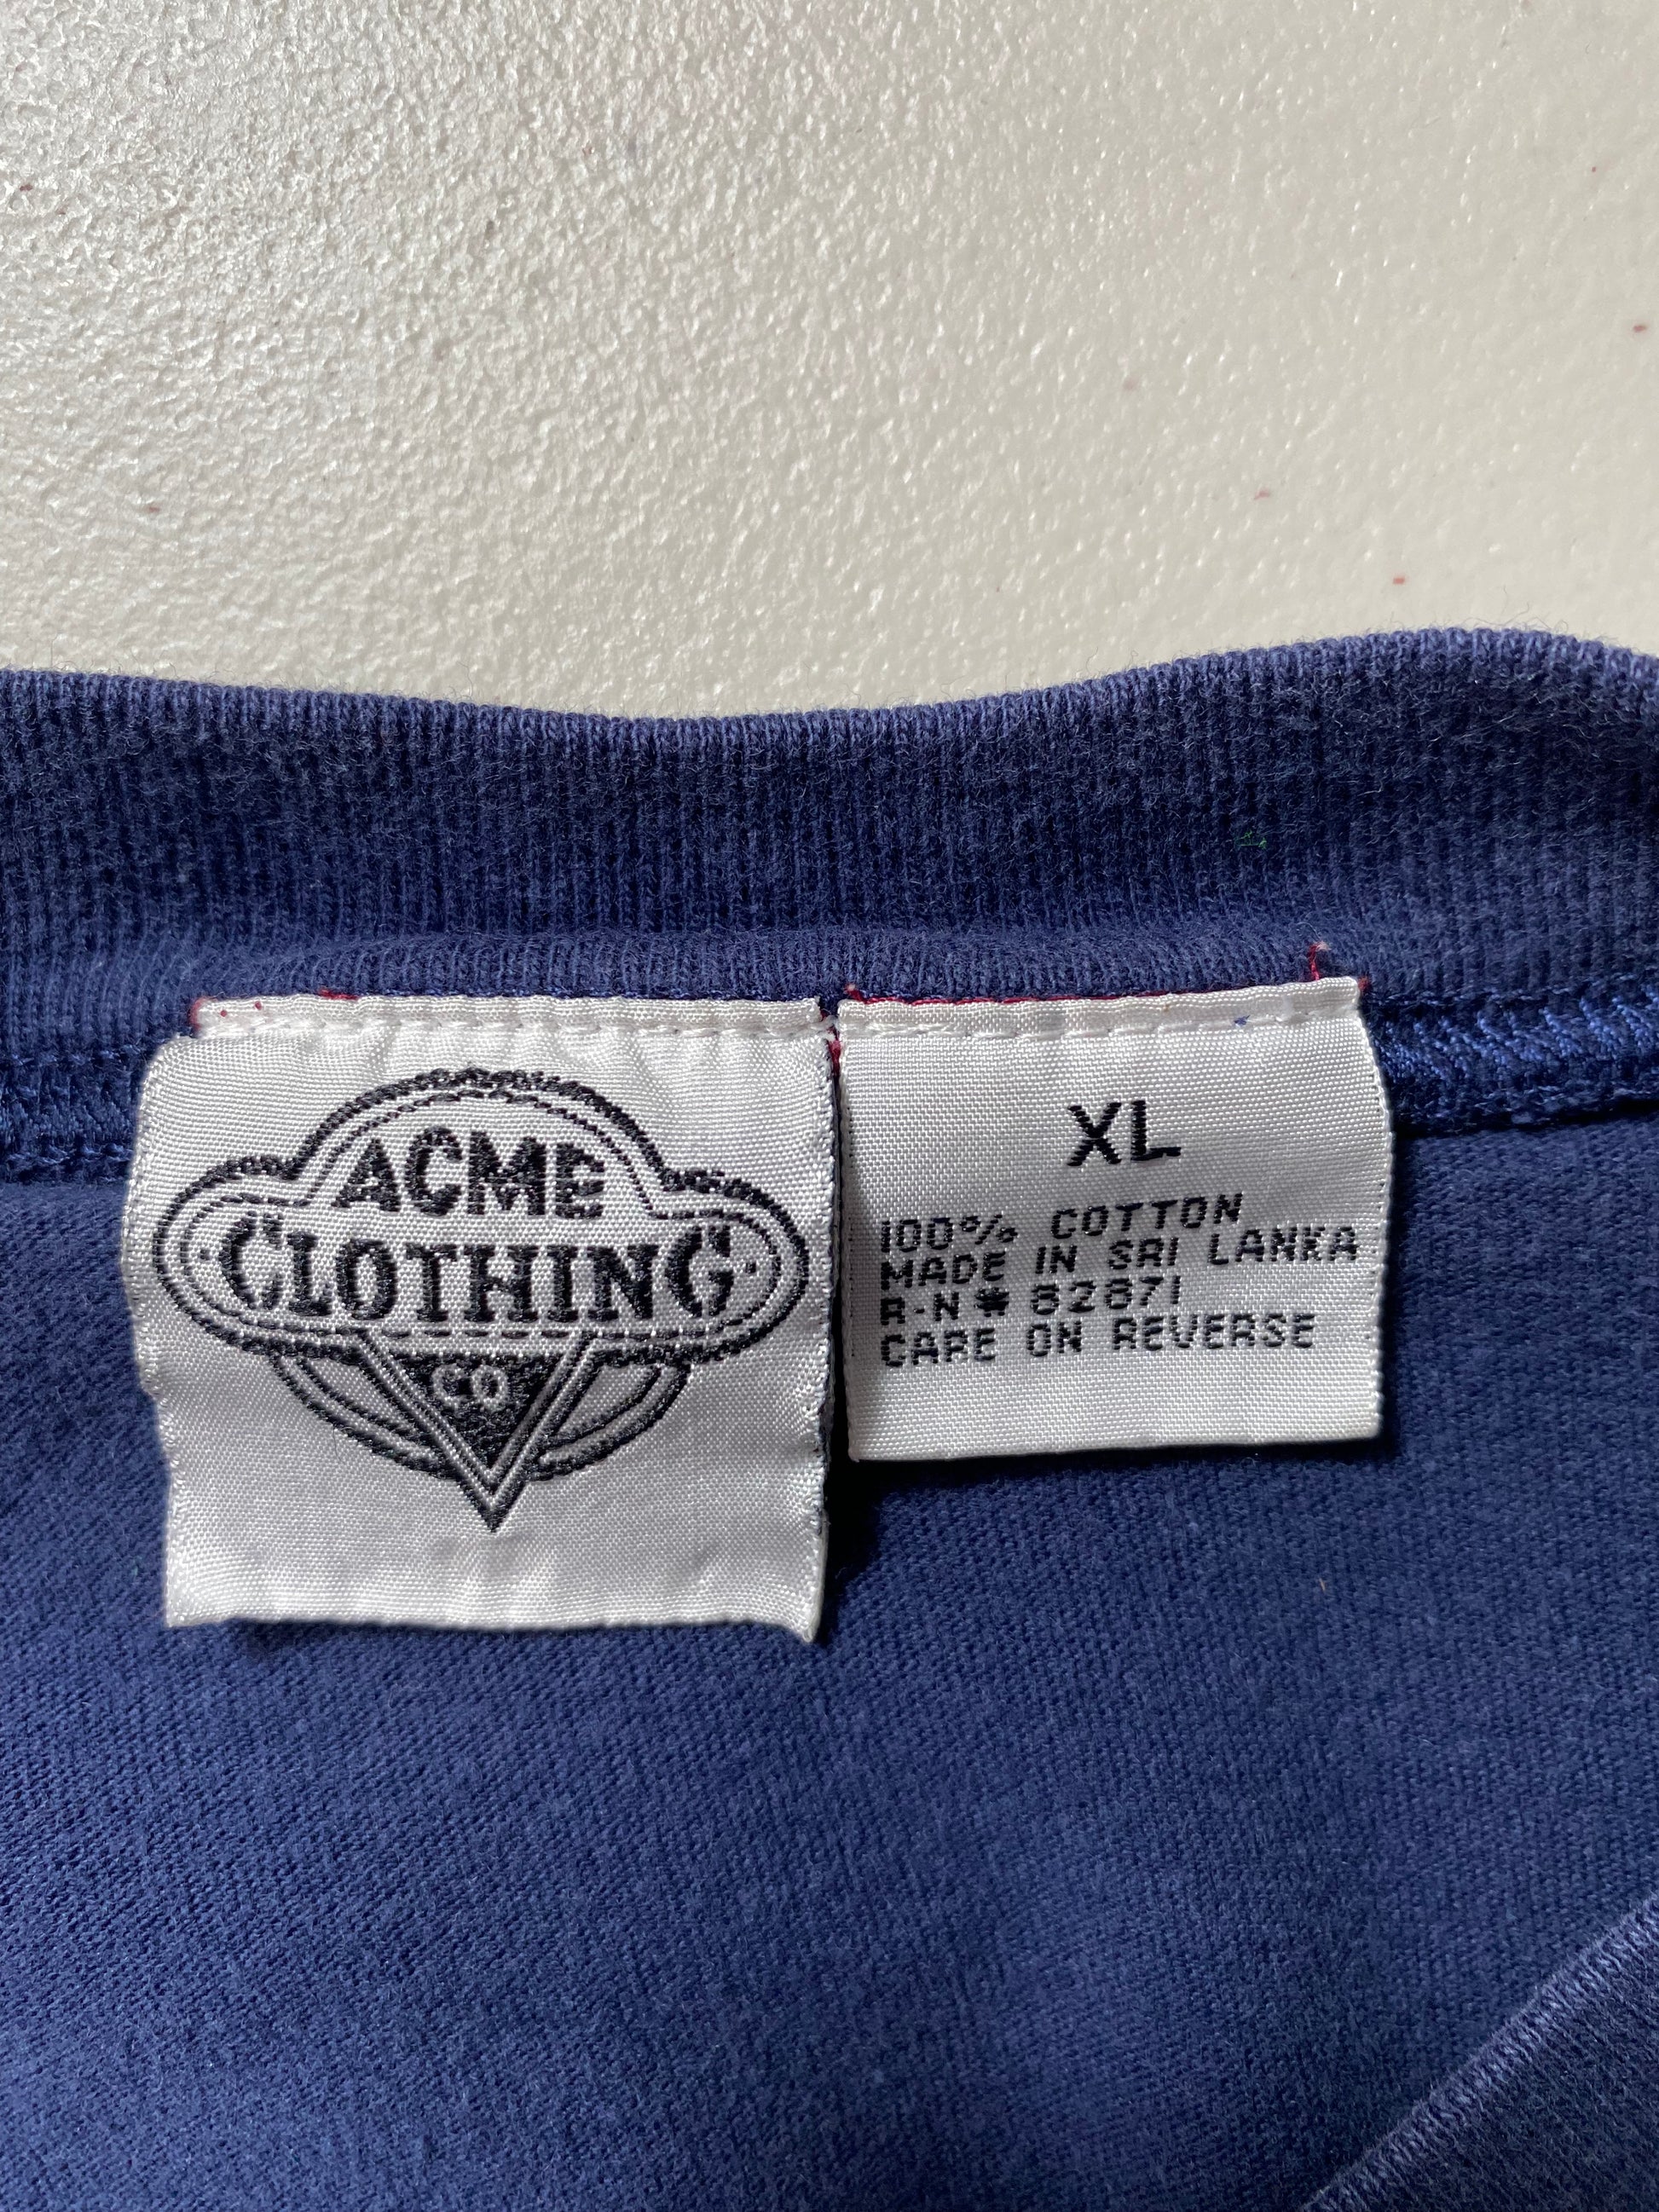 ACME
CLOTHING
CO
XL
100% COTTON
MADE IN SRI LANKA
R-N # 82871
CARE ON REVERSE